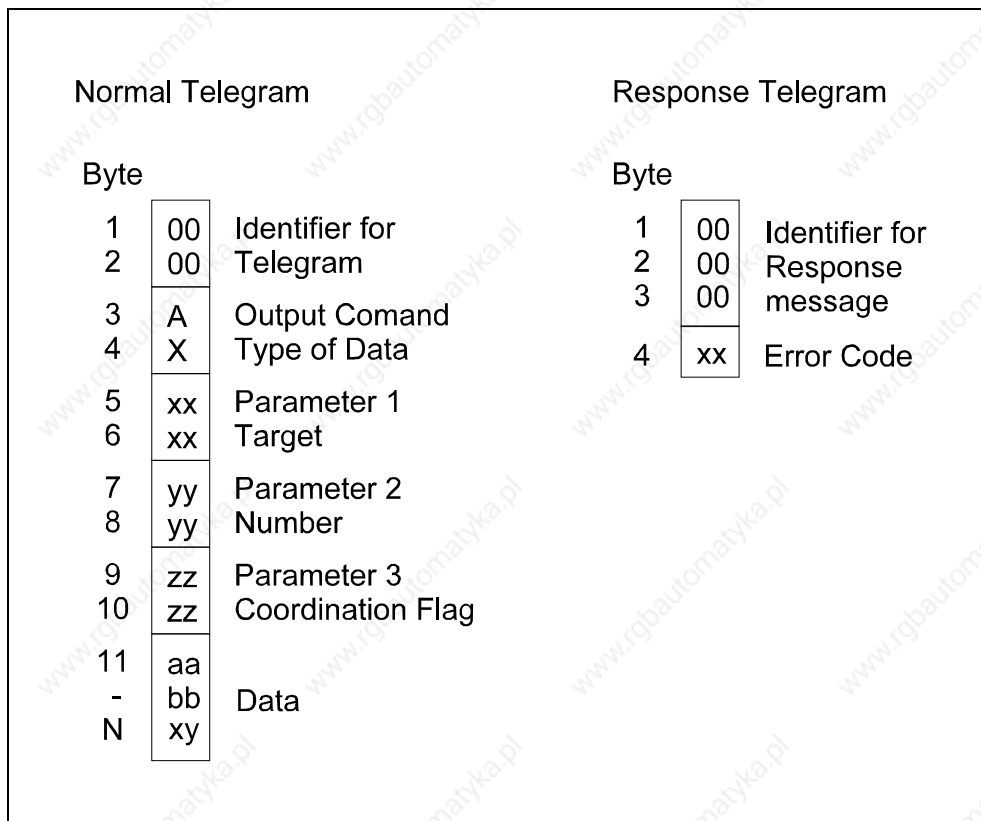 Normal Telegram
Byte
1 00 Identifier for
2 00 Telegram
3 A Output Comand
4 X Type of Data
5 xx Parameter 1
6 xx Target
7 yy Parameter 2
8 yy Number
9 zz Parameter 3
10 zz Coordination Flag
11 aa
- bb Data
N xy
Response Telegram
Byte
1 00 Identifier for
2 00 Response
3 00 message
4 xx Error Code
www.rgbautomatyka.pl